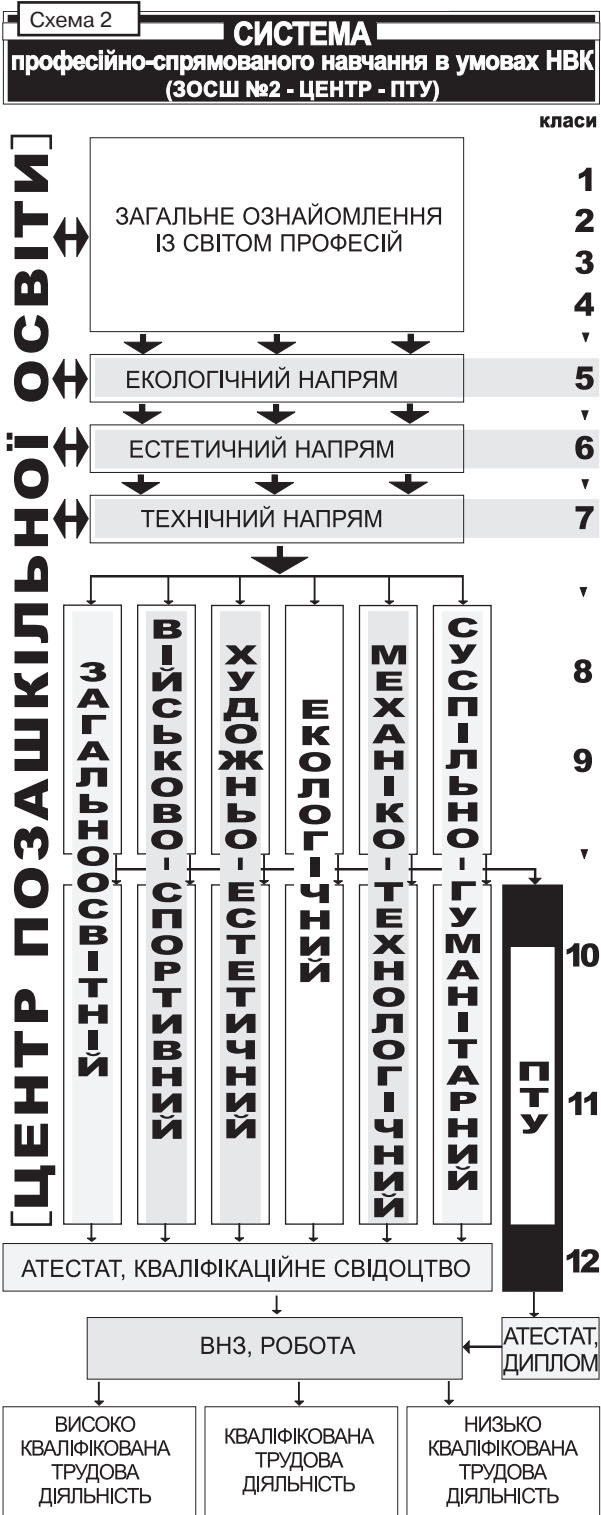 Схема 2
СИСТЕМА
професійно-спрямованого навчання в умовах НВК
(ЗОСШ №2 - ЦЕНТР - ПТУ)
класи
[ЦЕНТР ПОЗАШКІЛЬНОЇ ОСВІТИ]
ЗАГАЛЬНЕ ОЗНАЙОМЛЕННЯ
ІЗ СВІТОМ ПРОФЕСІЙ
1
2
3
4
ЕКОЛОГІЧНИЙ НАПРЯМ
5
ЕСТЕТИЧНИЙ НАПРЯМ
6
ТЕХНІЧНИЙ НАПРЯМ
7
ЗАГАЛЬНООСВІТНІЙ
ВІЙСЬКОВО-СПОРТИВНИЙ
ХУДОЖНЬО-ЕСТЕТИЧНИЙ
ЕКОЛОГІЧНИЙ
МЕХАНІКО-ТЕХНОЛОГІЧНИЙ
СУСПІЛЬНО-ГУМАНІТАРНИЙ
8
9
ПТУ
10
11
12
АТЕСТАТ, КВАЛІФІКАЦІЙНЕ СВІДОЦТВО
ВНЗ, РОБОТА
АТЕСТАТ,
ДИПЛОМ
ВИСОКО
КВАЛІФІКОВАНА
ТРУДОВА
ДІЯЛЬНІСТЬ
КВАЛІФІКОВАНА
ТРУДОВА
ДІЯЛЬНІСТЬ
НИЗЬКО
КВАЛІФІКОВАНА
ТРУДОВА
ДІЯЛЬНІСТЬ